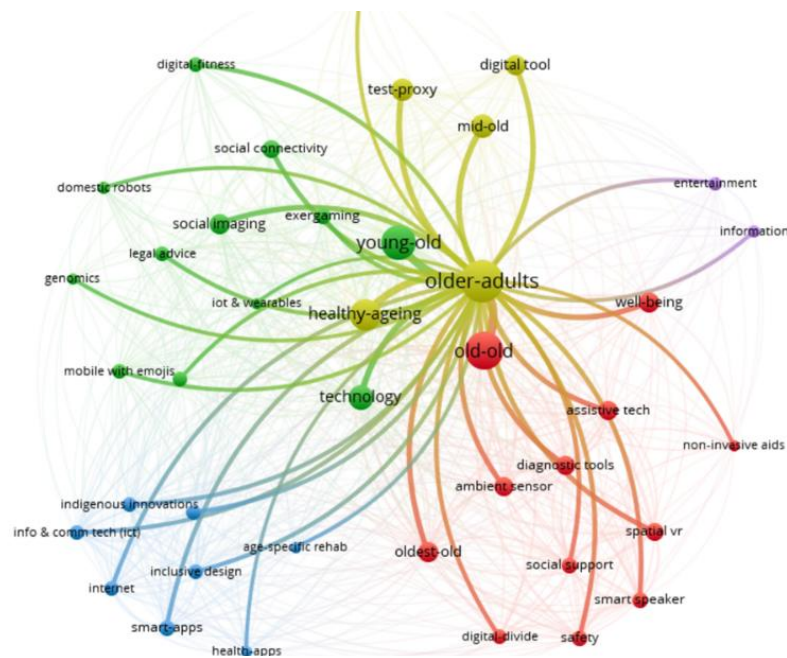 digital-fitness
digital tool
test-proxy
mid-old
social connectivity
entertainment
domestic robots
exergaming
social imaging
information
young-old
legal advice
genomics
older-adults
iot & wearables
well-being
healthy-ageing
old-old
mobile with emojis
technology
assistive tech
non-invasive aids
diagnostic tools
ambient sensor
indigenous innovations
info & comm tech (ict)
spatial vr
age-specific rehab
oldest-old
social support
inclusive design
internet
smart speaker
smart-apps
digital-divide
safety
health-apps